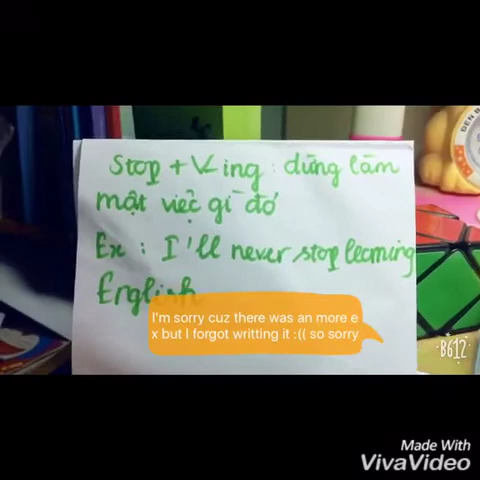 Stop + V-ing : dừng làm
một việc gì đó
Ex : I'll never stop learning
English
I'm sorry cuz there was an more e
x but I forgot writting it :(( so sorry
B612
Made With
VivaVideo